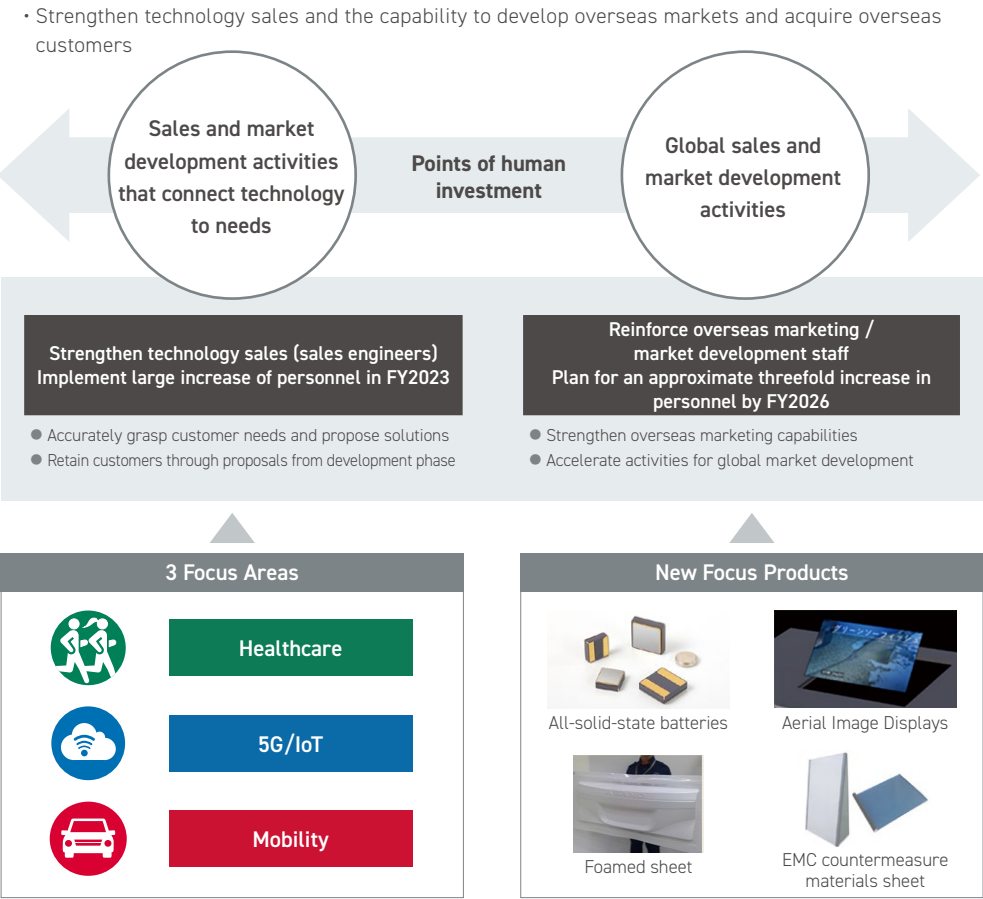 ・Strengthen technology sales and the capability to develop overseas markets and acquire overseas
customers
Sales and market
development activities
that connect technology
to needs
Points of human
investment
Global sales and
market development
activities
Strengthen technology sales (sales engineers)
Implement large increase of personnel in FY2023
● Accurately grasp customer needs and propose solutions
● Retain customers through proposals from development phase
Reinforce overseas marketing /
market development staff
Plan for an approximate threefold increase in
personnel by FY2026
● Strengthen overseas marketing capabilities
● Accelerate activities for global market development
3 Focus Areas
Healthcare
5G/IoT
Mobility
New Focus Products
All-solid-state batteries
Aerial Image Displays
Foamed sheet
EMC countermeasure
materials sheet